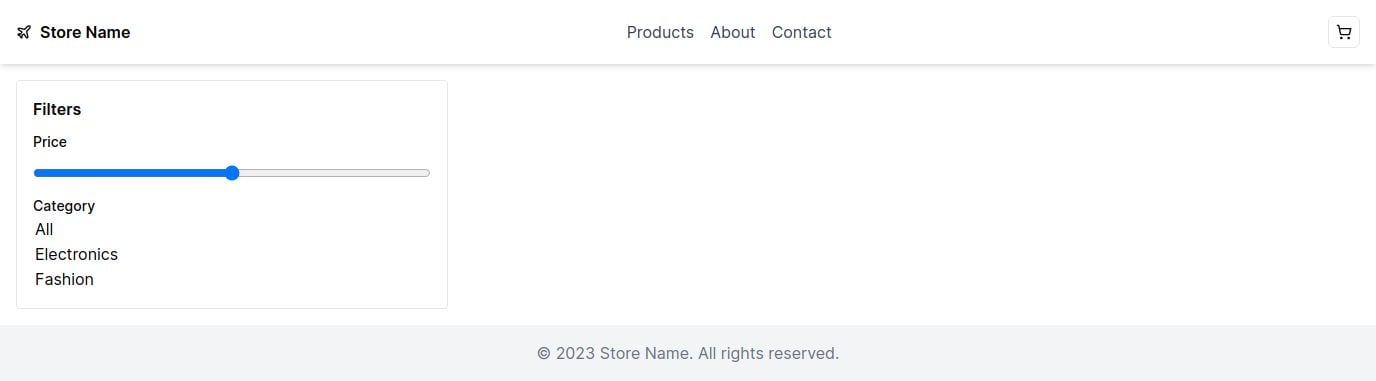 Store Name
Products About Contact
Filters
Price
Category
All
Electronics
Fashion
© 2023 Store Name. All rights reserved.